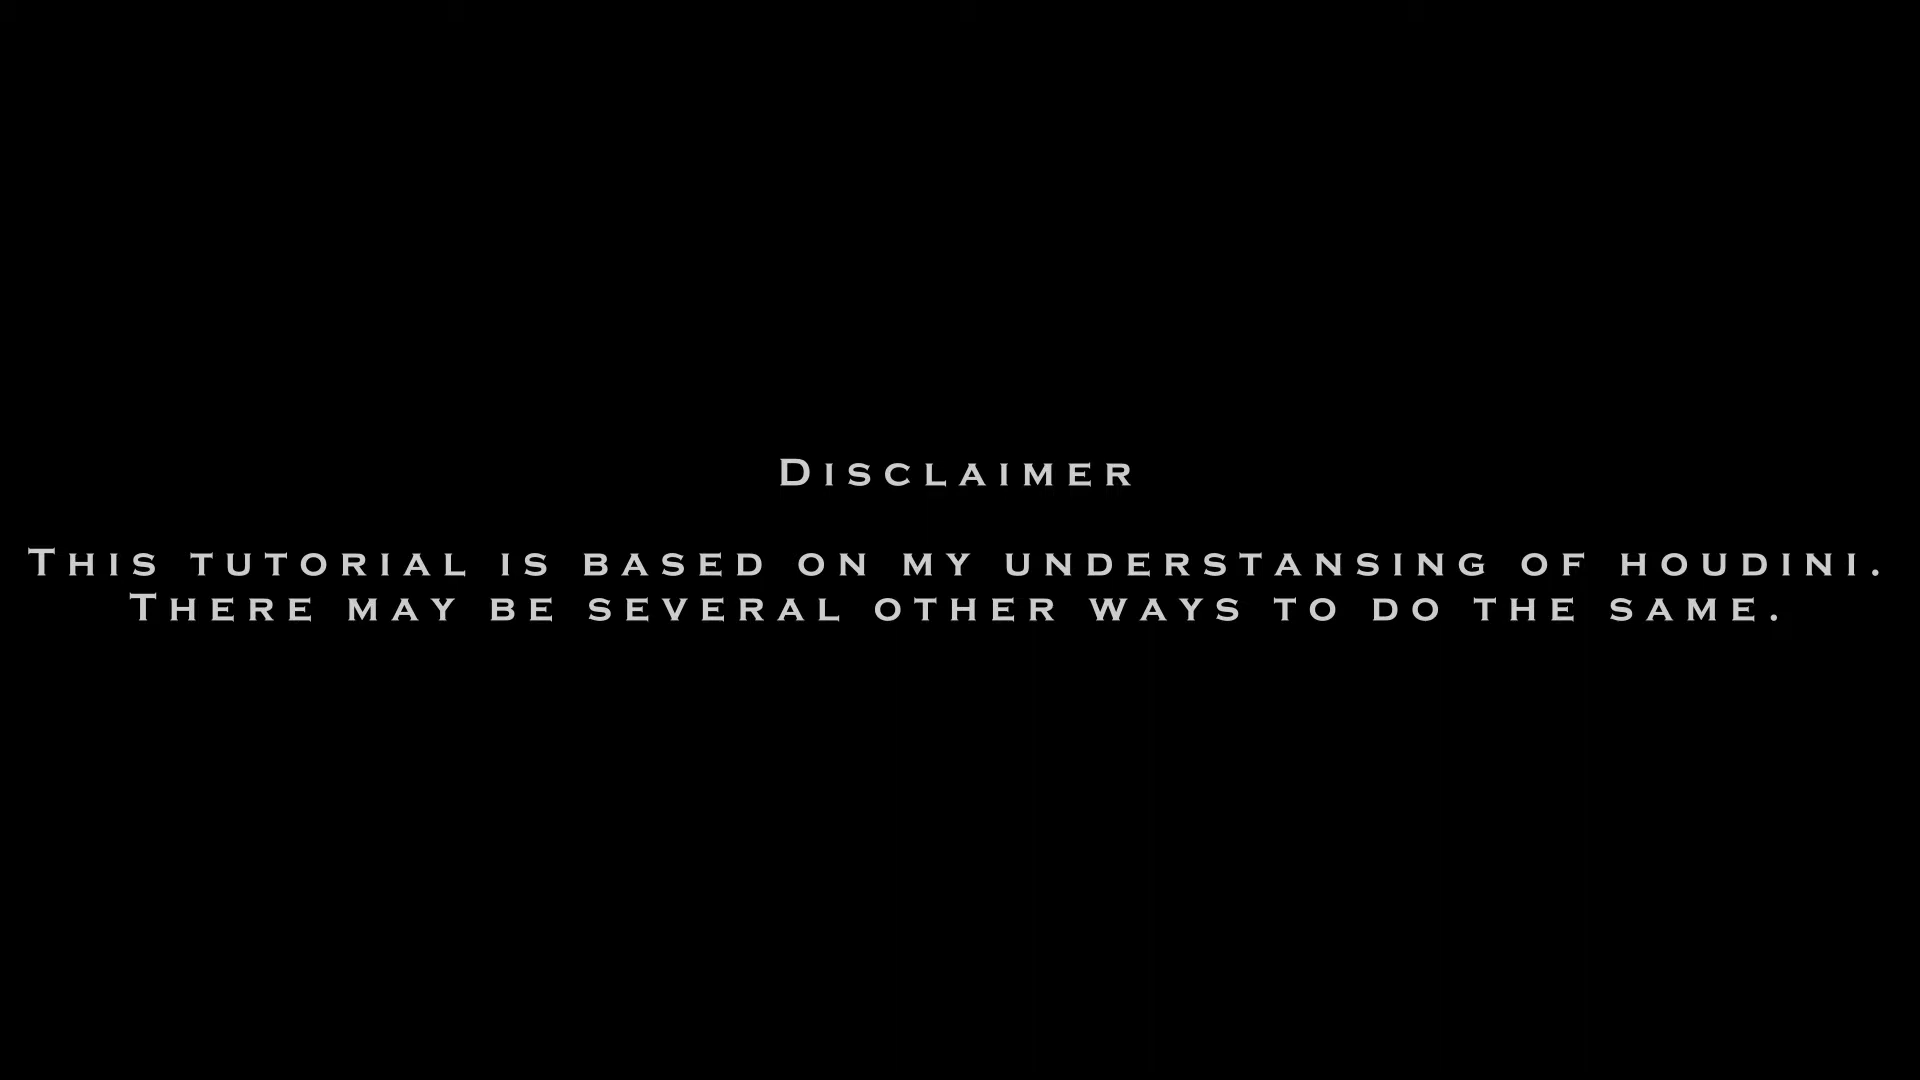 Disclaimer
This tutorial is based on my understansing of houdini.
There may be several other ways to do the same.